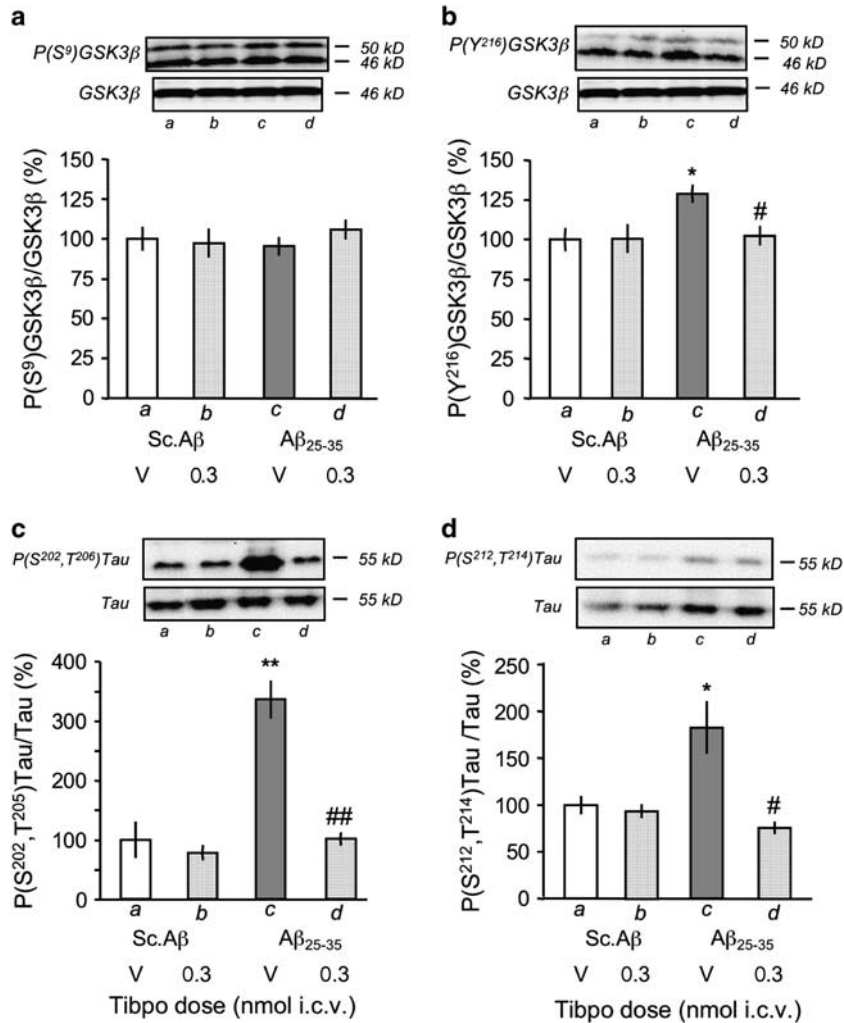 a
P(S⁹)GSK3β
50 kD
46 kD
GSK3β
46 kD
a b c d
P(S⁹)GSK3β/GSK3β (%)
150
125
100
75
50
25
0
a b c d
Sc.Aβ Aβ₂₅₋₃₅
V 0.3 V 0.3
b
P(Y²¹⁶)GSK3β
50 kD
46 kD
GSK3β
46 kD
a b c d
P(Y²¹⁶)GSK3β/GSK3β (%)
150
125
100
75
50
25
0
*
#
a b c d
Sc.Aβ Aβ₂₅₋₃₅
V 0.3 V 0.3
c
P(S²⁰²,T²⁰⁶)Tau
55 kD
Tau
55 kD
a b c d
P(S²⁰²,T²⁰⁵)Tau/Tau (%)
400
350
300
100
0
**
##
a b c d
Sc.Aβ Aβ₂₅₋₃₅
V 0.3 V 0.3
Tibpo dose (nmol i.c.v.)
d
P(S²¹²,T²¹⁴)Tau
55 kD
Tau
55 kD
a b c d
P(S²¹²,T²¹⁴)Tau /Tau (%)
250
200
150
100
50
0
*
#
a b c d
Sc.Aβ Aβ₂₅₋₃₅
V 0.3 V 0.3
Tibpo dose (nmol i.c.v.)